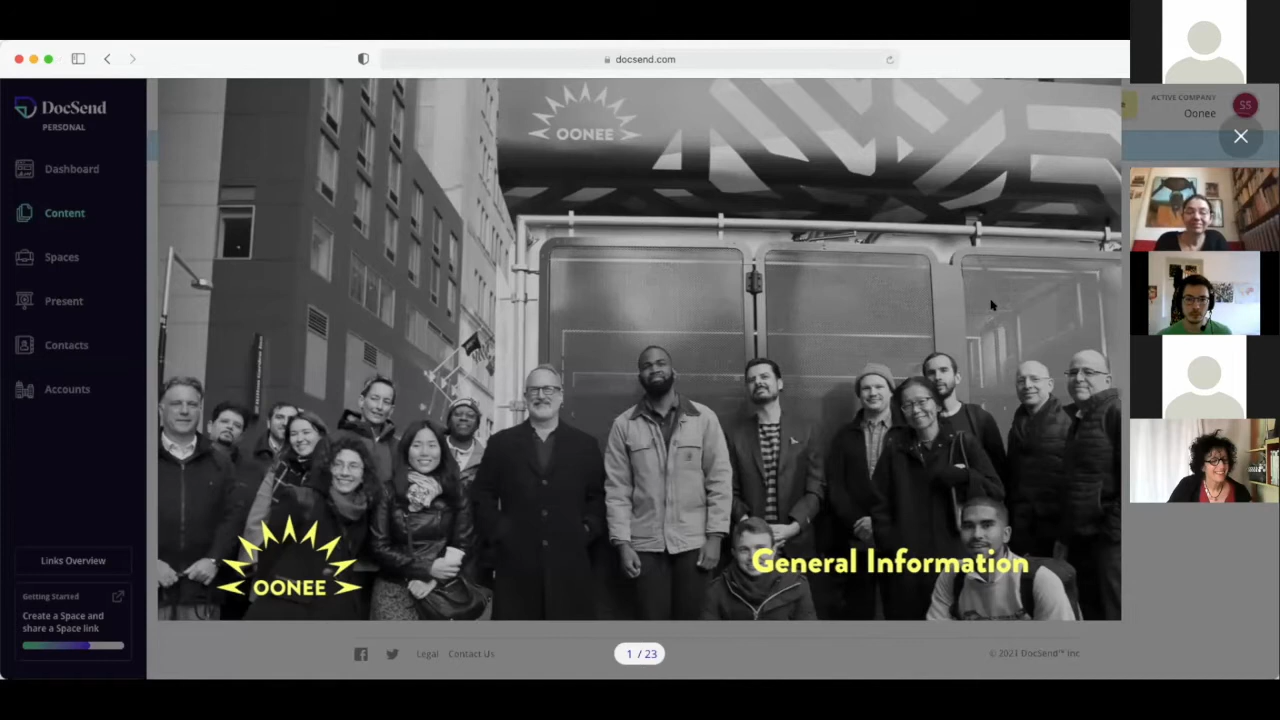 docsend.com
DocSend
PERSONAL
Dashboard
Content
Spaces
Present
Contacts
Accounts
Links Overview
Getting Started
Create a Space and
share a Space link
OONEE
OONEE
General Information
1 / 23
Legal
Contact Us
© 2021 DocSend™ Inc
ACTIVE COMPANY
Oonee
SS